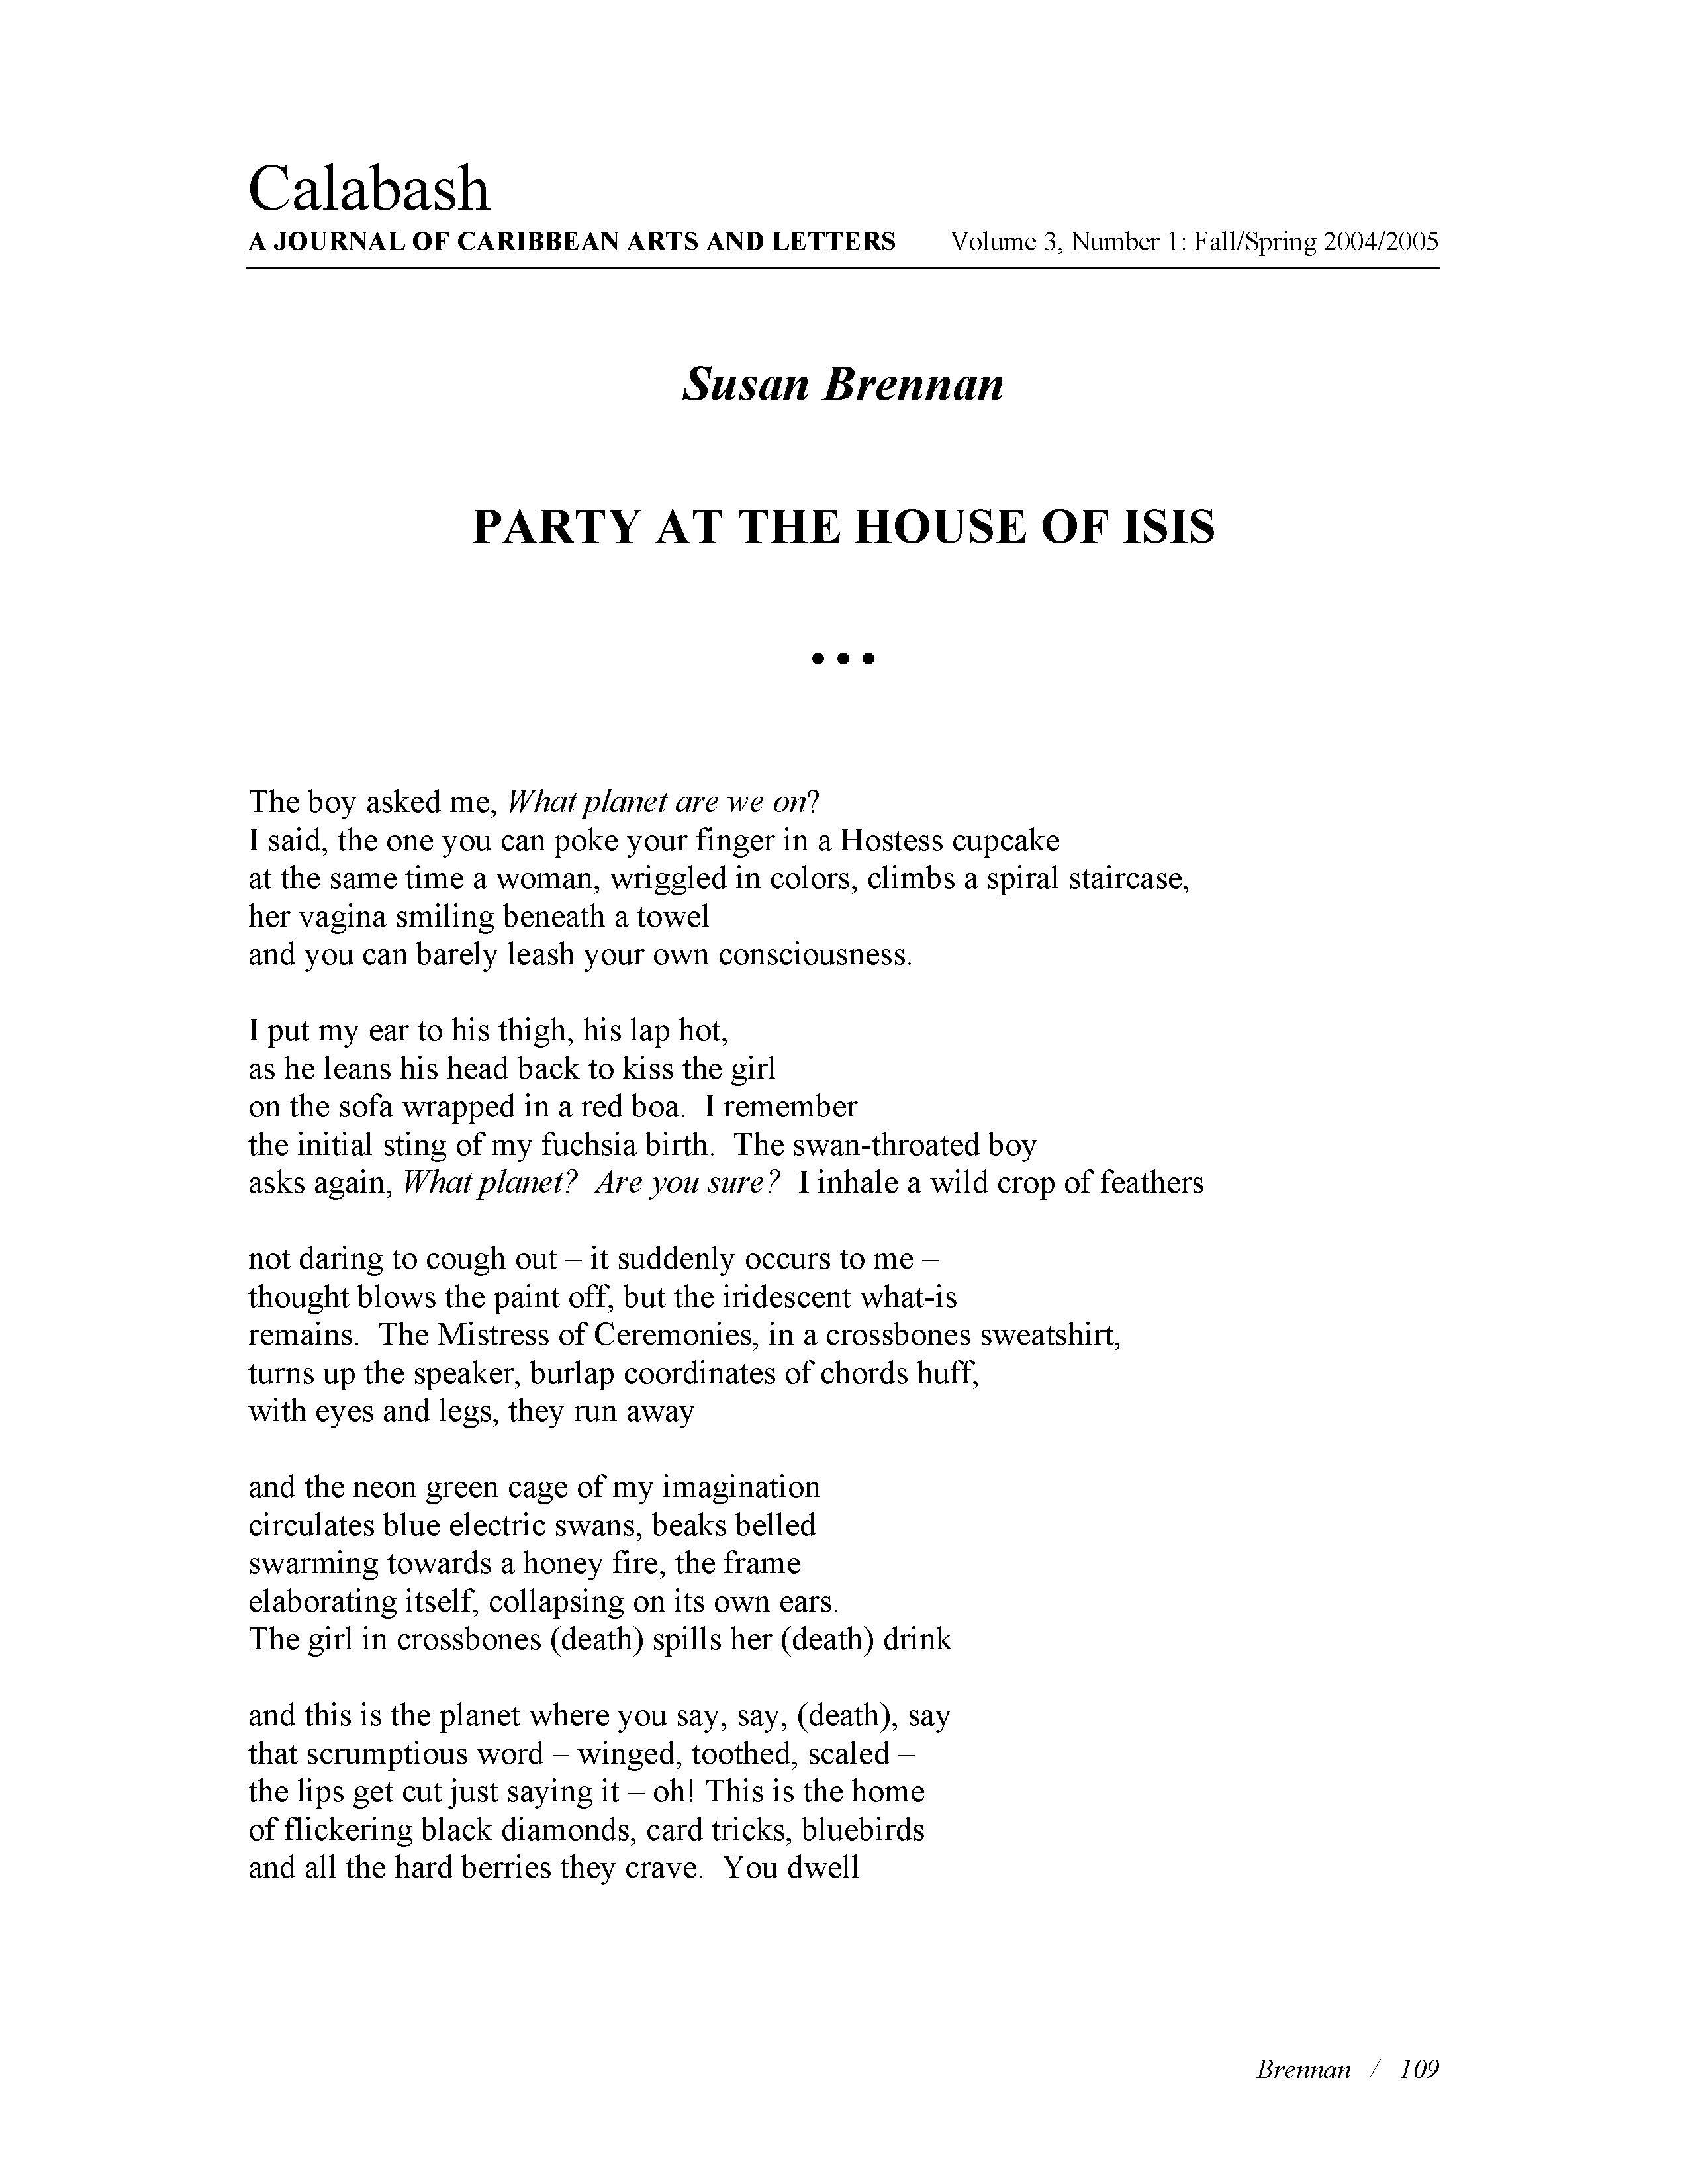 Calabash
A JOURNAL OF CARIBBEAN ARTS AND LETTERS Volume 3, Number 1: Fall/Spring 2004/2005
Susan Brennan
PARTY AT THE HOUSE OF ISIS
• • •
The boy asked me, What planet are we on?
I said, the one you can poke your finger in a Hostess cupcake
at the same time a woman, wriggled in colors, climbs a spiral staircase,
her vagina smiling beneath a towel
and you can barely leash your own consciousness.
I put my ear to his thigh, his lap hot,
as he leans his head back to kiss the girl
on the sofa wrapped in a red boa.  I remember
the initial sting of my fuchsia birth.  The swan-throated boy
asks again, What planet?  Are you sure?  I inhale a wild crop of feathers
not daring to cough out – it suddenly occurs to me –
thought blows the paint off, but the iridescent what-is
remains.  The Mistress of Ceremonies, in a crossbones sweatshirt,
turns up the speaker, burlap coordinates of chords huff,
with eyes and legs, they run away
and the neon green cage of my imagination
circulates blue electric swans, beaks belled
swarming towards a honey fire, the frame
elaborating itself, collapsing on its own ears.
The girl in crossbones (death) spills her (death) drink
and this is the planet where you say, say, (death), say
that scrumptious word – winged, toothed, scaled –
the lips get cut just saying it – oh! This is the home
of flickering black diamonds, card tricks, bluebirds
and all the hard berries they crave.  You dwell
Brennan / 109